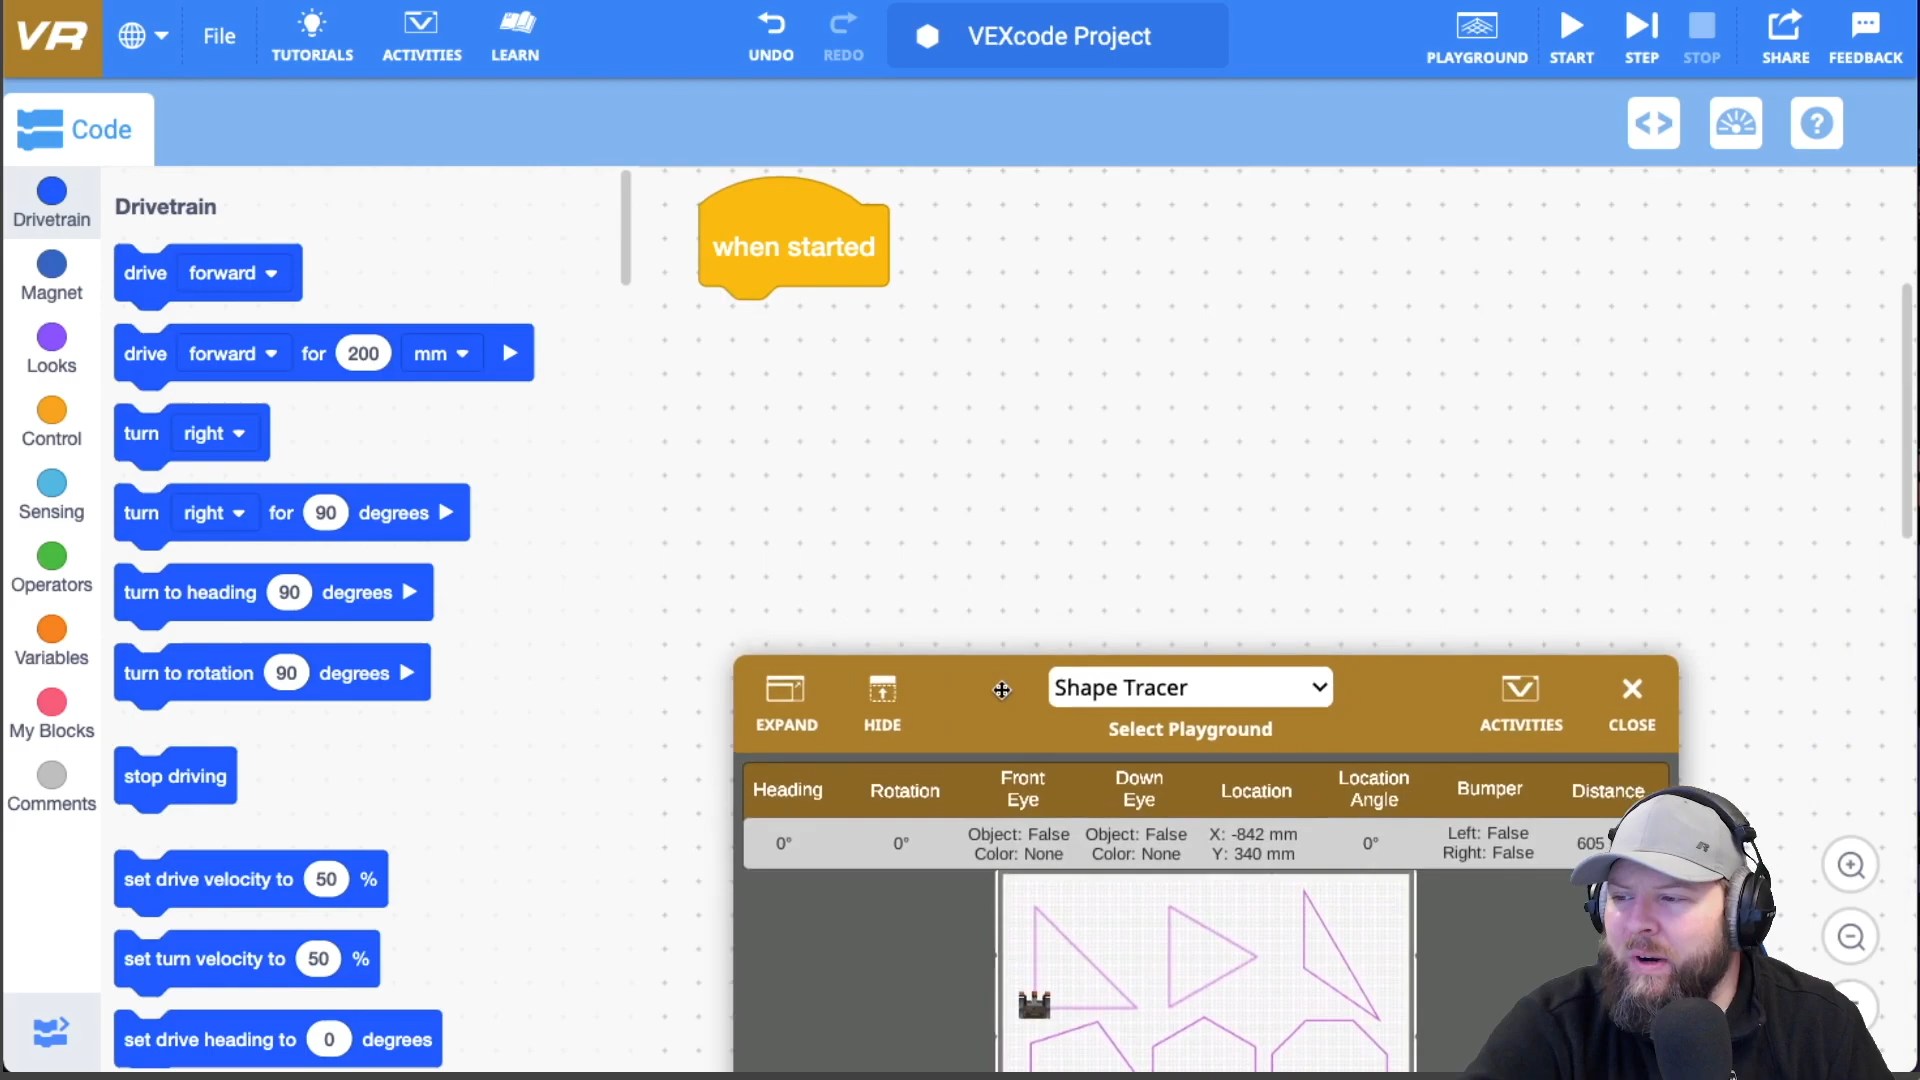 VR
File
TUTORIALS
ACTIVITIES
LEARN
UNDO
REDO
VEXcode Project
PLAYGROUND
START
STEP
STOP
SHARE
FEEDBACK
Code
Drivetrain
Magnet
Looks
Control
Sensing
Operators
Variables
My Blocks
Comments
Drivetrain
drive forward
drive forward for 200 mm
turn right
turn right for 90 degrees
turn to heading 90 degrees
turn to rotation 90 degrees
stop driving
set drive velocity to 50 %
set turn velocity to 50 %
set drive heading to 0 degrees
when started
EXPAND
HIDE
Shape Tracer
Select Playground
ACTIVITIES
CLOSE
Heading
Rotation
Front
Eye
Down
Eye
Location
Location
Angle
Bumper
Distance
0°
0°
Object: False
Color: None
Object: False
Color: None
X: -842 mm
Y: 340 mm
0°
Left: False
Right: False
605